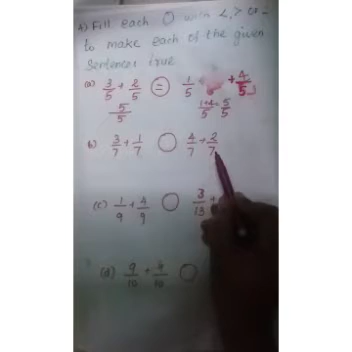 A) Fill each ○ with <, > or =
to make each of the given
sentences true
(a) 3/5 + 2/5 = 1/5 + 4/5
5/5 1+4/5 = 5/5
(b) 3/7 + 1/7 ○ 4/7 + 2/7
(c) 1/9 + 4/9 ○ 3/13 +
(d) 9/10 + 4/10 ○